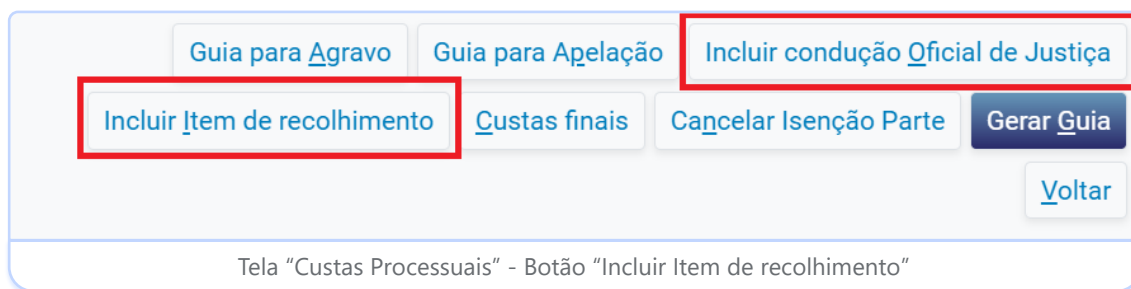 Guia para Agravo Guia para Apelação Incluir condução Oficial de Justiça
Incluir Item de recolhimento Custas finais Cancelar Isenção Parte Gerar Guia
Voltar
Tela “Custas Processuais” - Botão “Incluir Item de recolhimento”